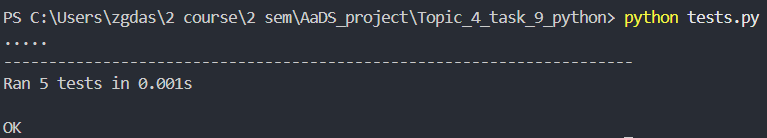 PS C:\Users\zgdas\2 course\2 sem\AaDS_project\Topic_4_task_9_python> python tests.py
.....
----------------------------------------------------------------------
Ran 5 tests in 0.001s

OK